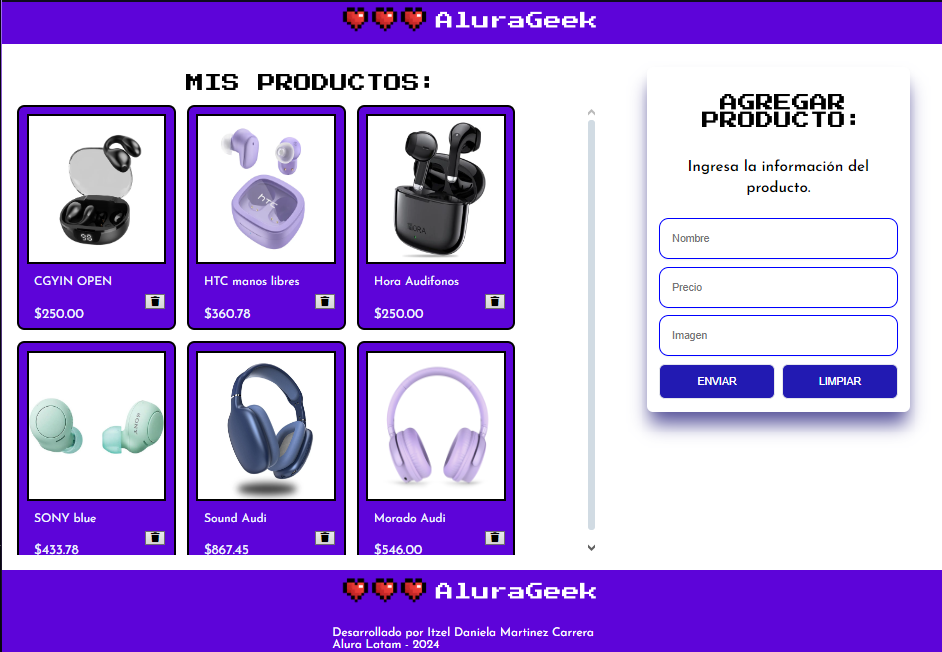 AluraGeek
MIS PRODUCTOS:
CGYIN OPEN
$250.00
HTC manos libres
$360.78
Hora Audifonos
$250.00
SONY blue
$433.78
Sound Audi
$867.45
Morado Audi
$546.00
AGREGAR
PRODUCTO:
Ingresa la información del
producto.
Nombre
Precio
Imagen
ENVIAR
LIMPIAR
AluraGeek
Desarrollado por Itzel Daniela Martinez Carrera
Alura Latam - 2024
hTC
SONY